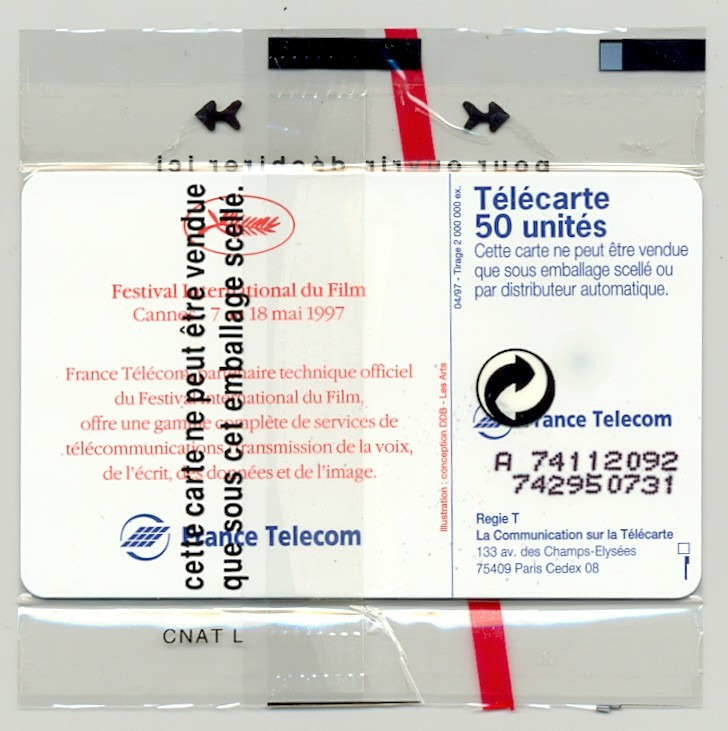 pour ouvrir déchirer ici
Festival International du Film
Cannes 7 au 18 mai 1997
France Télécom, partenaire technique officiel
du Festival International du Film,
offre une gamme complète de services de
télécommunications, transmission de la voix,
de l'écrit, des données et de l'image.
France Telecom
cette carte ne peut être vendue
que sous cet emballage scellé.
Illustration : conception DDB - Les Arts
04/97 - Tirage 2 000 000 ex.
Télécarte
50 unités
Cette carte ne peut être vendue
que sous emballage scellé ou
par distributeur automatique.
France Telecom
A 74112092
742950731
Regie T
La Communication sur la Télécarte
133 av. des Champs-Elysées
75409 Paris Cedex 08
CNAT L